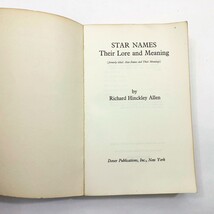 STAR NAMES
Their Lore and Meaning
(formerly titled: Star-Names and Their Meanings)
by
Richard Hinckley Allen
Dover Publications, Inc., New York